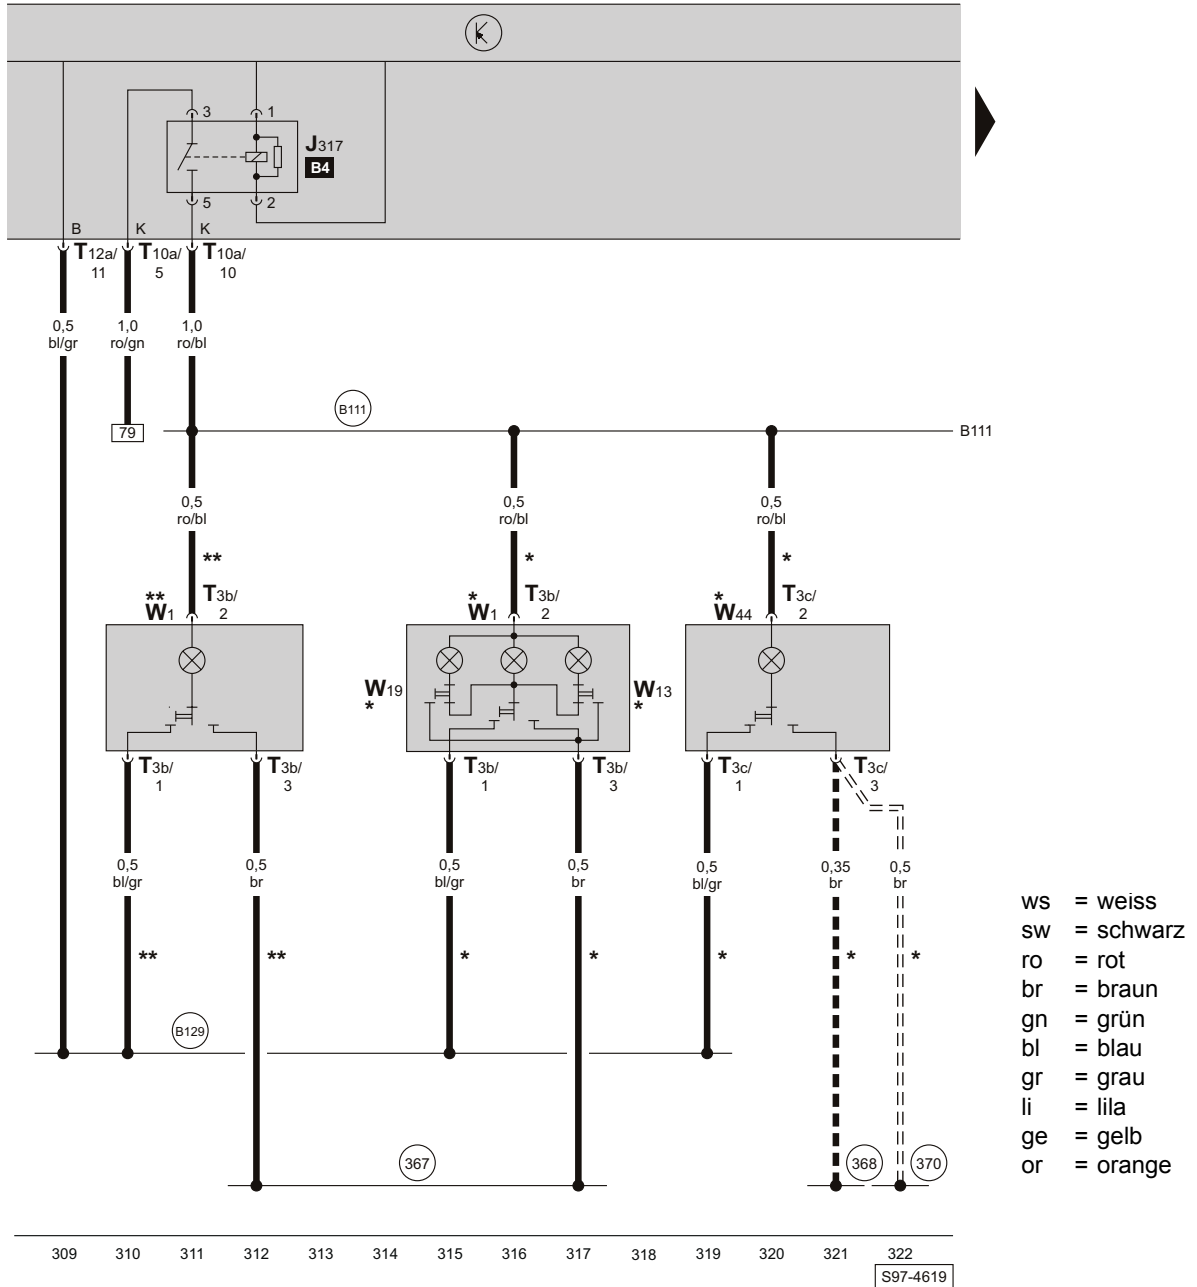 3 1
J317
B4
5 2
B K K
T12a/ T10a/ T10a/
11 5 10
0,5 1,0 1,0
bl/gr ro/gn ro/bl
B111
79
B111
0,5 0,5 0,5
ro/bl ro/bl ro/bl
** * *
** T3b/ * T3b/ * T3c/
W1 2 W1 2 W44 2
W19 W13
* *
T3b/ T3b/ T3b/ T3b/ T3c/ T3c/
1 3 1 3 1 3
0,5 0,5 0,5 0,5 0,5 0,35 0,5
bl/gr br bl/gr br bl/gr br br
** ** * * * * *
B129
367 368 370
ws = weiss
sw = schwarz
ro = rot
br = braun
gn = grün
bl = blau
gr = grau
li = lila
ge = gelb
or = orange
309 310 311 312 313 314 315 316 317 318 319 320 321 322
S97-4619